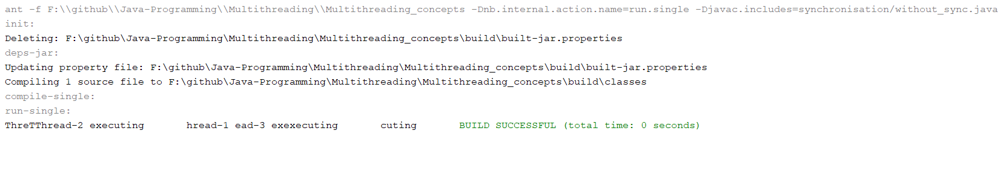 ant -f F:\\github\\Java-Programming\\Multithreading\\Multithreading_concepts -Dnb.internal.action.name=run.single -Djavac.includes=synchronisation/without_sync.java
init:
Deleting: F:\github\Java-Programming\Multithreading\Multithreading_concepts\build\built-jar.properties
deps-jar:
Updating property file: F:\github\Java-Programming\Multithreading\Multithreading_concepts\build\built-jar.properties
Compiling 1 source file to F:\github\Java-Programming\Multithreading\Multithreading_concepts\build\classes
compile-single:
run-single:
ThreTThread-2 executing       hread-1 ead-3 exexecuting       cuting       BUILD SUCCESSFUL (total time: 0 seconds)